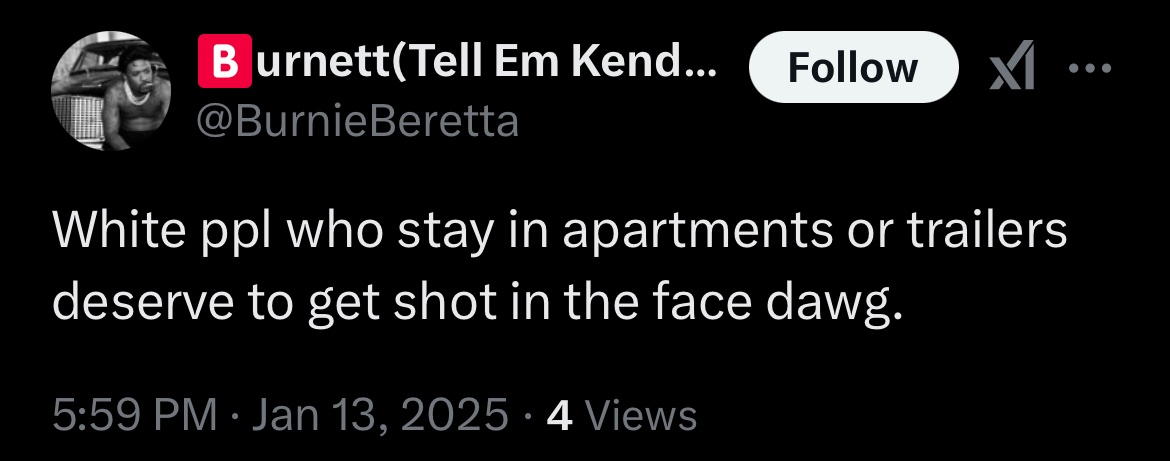 🅱️urnett(Tell Em Kend...
Follow
@BurnieBeretta
White ppl who stay in apartments or trailers
deserve to get shot in the face dawg.
5:59 PM · Jan 13, 2025 · 4 Views